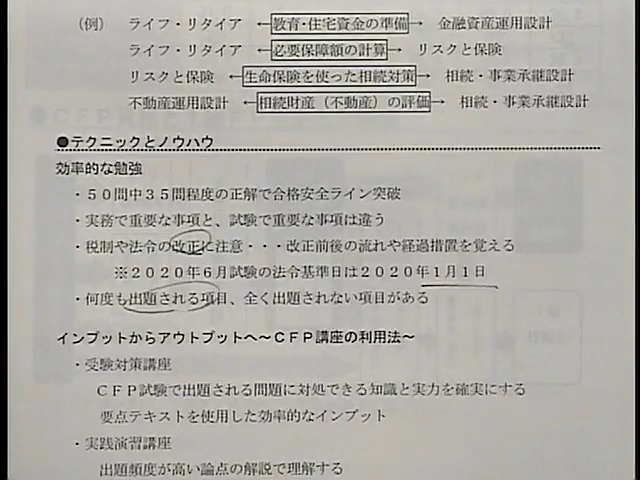 (例) ライフ・リタイア ←教育・住宅資金の準備→ 金融資産運用設計
ライフ・リタイア ←必要保障額の計算→ リスクと保険
リスクと保険 ←生命保険を使った相続対策→ 相続・事業承継設計
不動産運用設計 ←相続財産(不動産)の評価→ 相続・事業承継設計
●テクニックとノウハウ
効率的な勉強
・50問中35問程度の正解で合格安全ライン突破
・実務で重要な事項と、試験で重要な事項は違う
・税制や法令の改正に注意・・・改正前後の流れや経過措置を覚える
※2020年6月試験の法令基準日は2020年1月1日
・何度も出題される項目、全く出題されない項目がある
インプットからアウトプットへ~CFP講座の利用法~
・受験対策講座
CFP試験で出題される問題に対処できる知識と実力を確実にする
要点テキストを使用した効率的なインプット
・実践演習講座
出題頻度が高い論点の解説で理解する